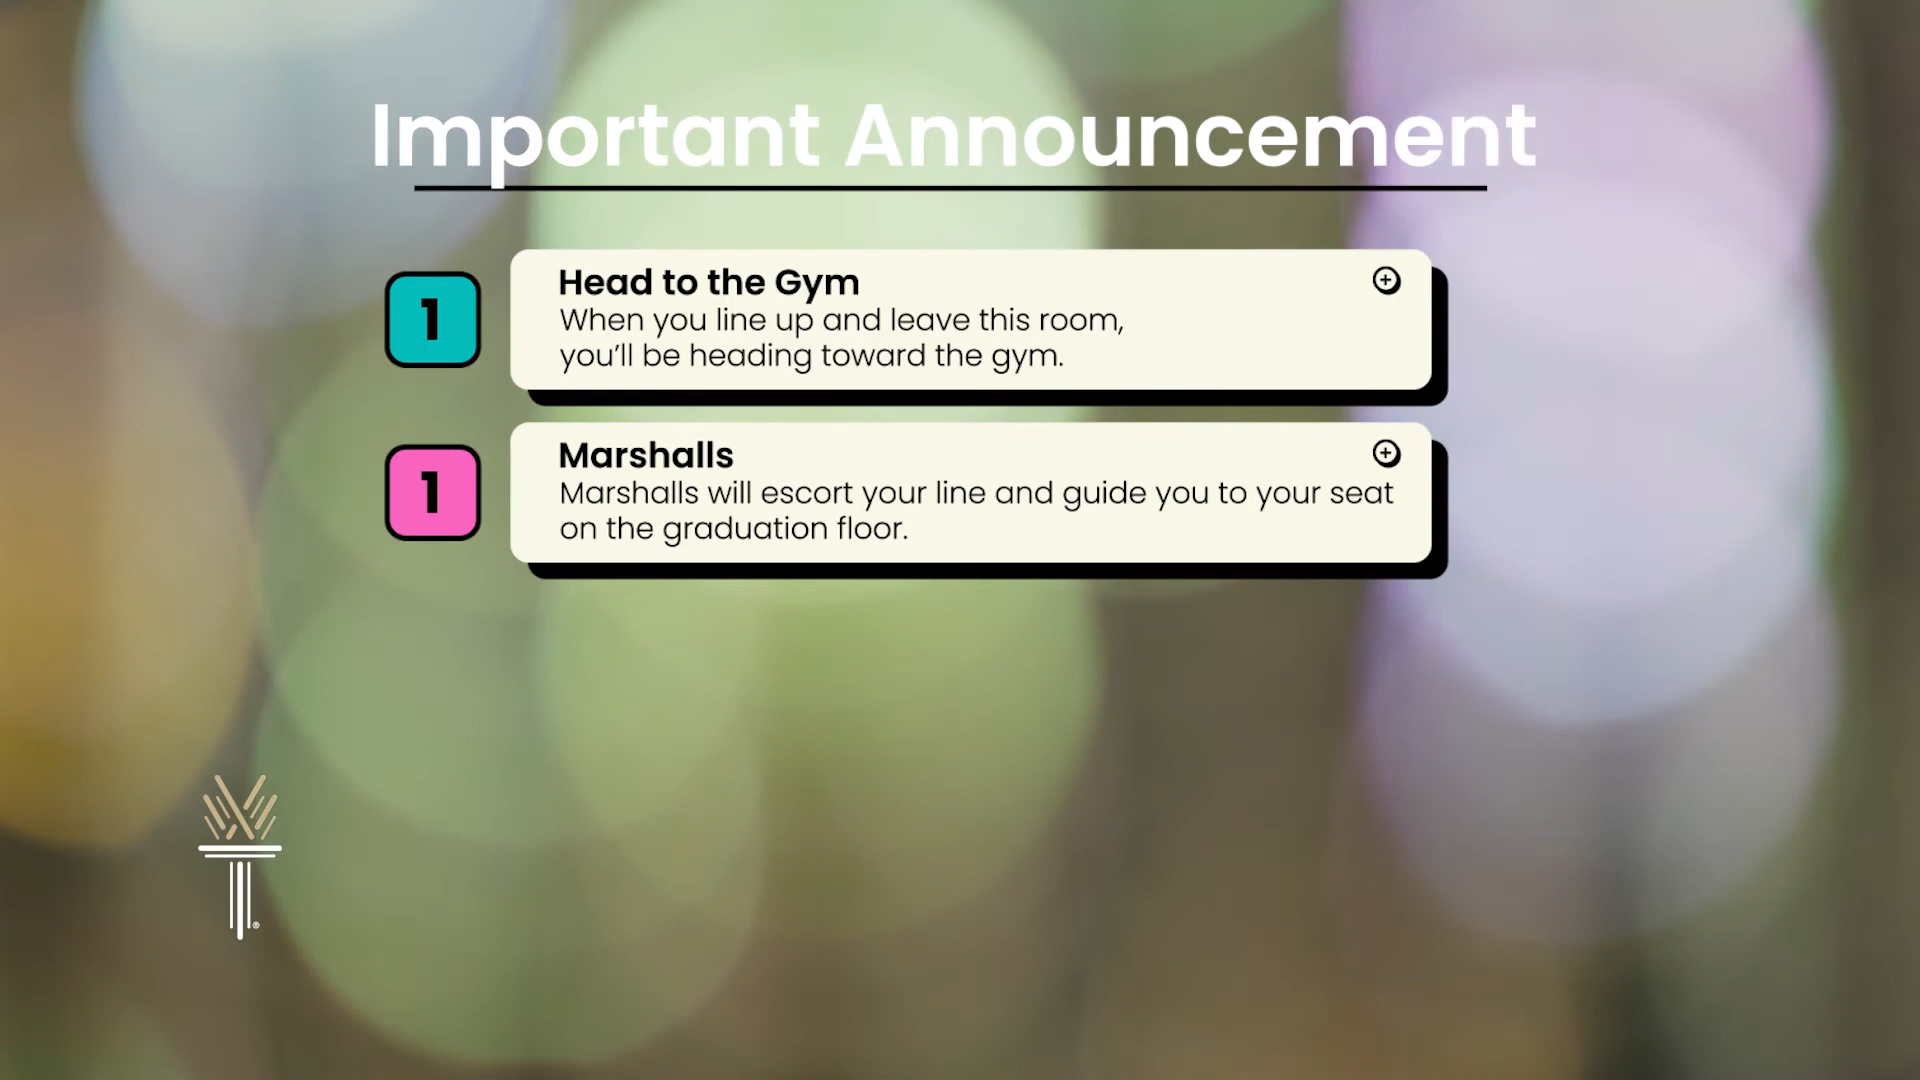 Important Announcement
1
Head to the Gym
When you line up and leave this room,
you'll be heading toward the gym.
1
Marshalls
Marshalls will escort your line and guide you to your seat
on the graduation floor.
®